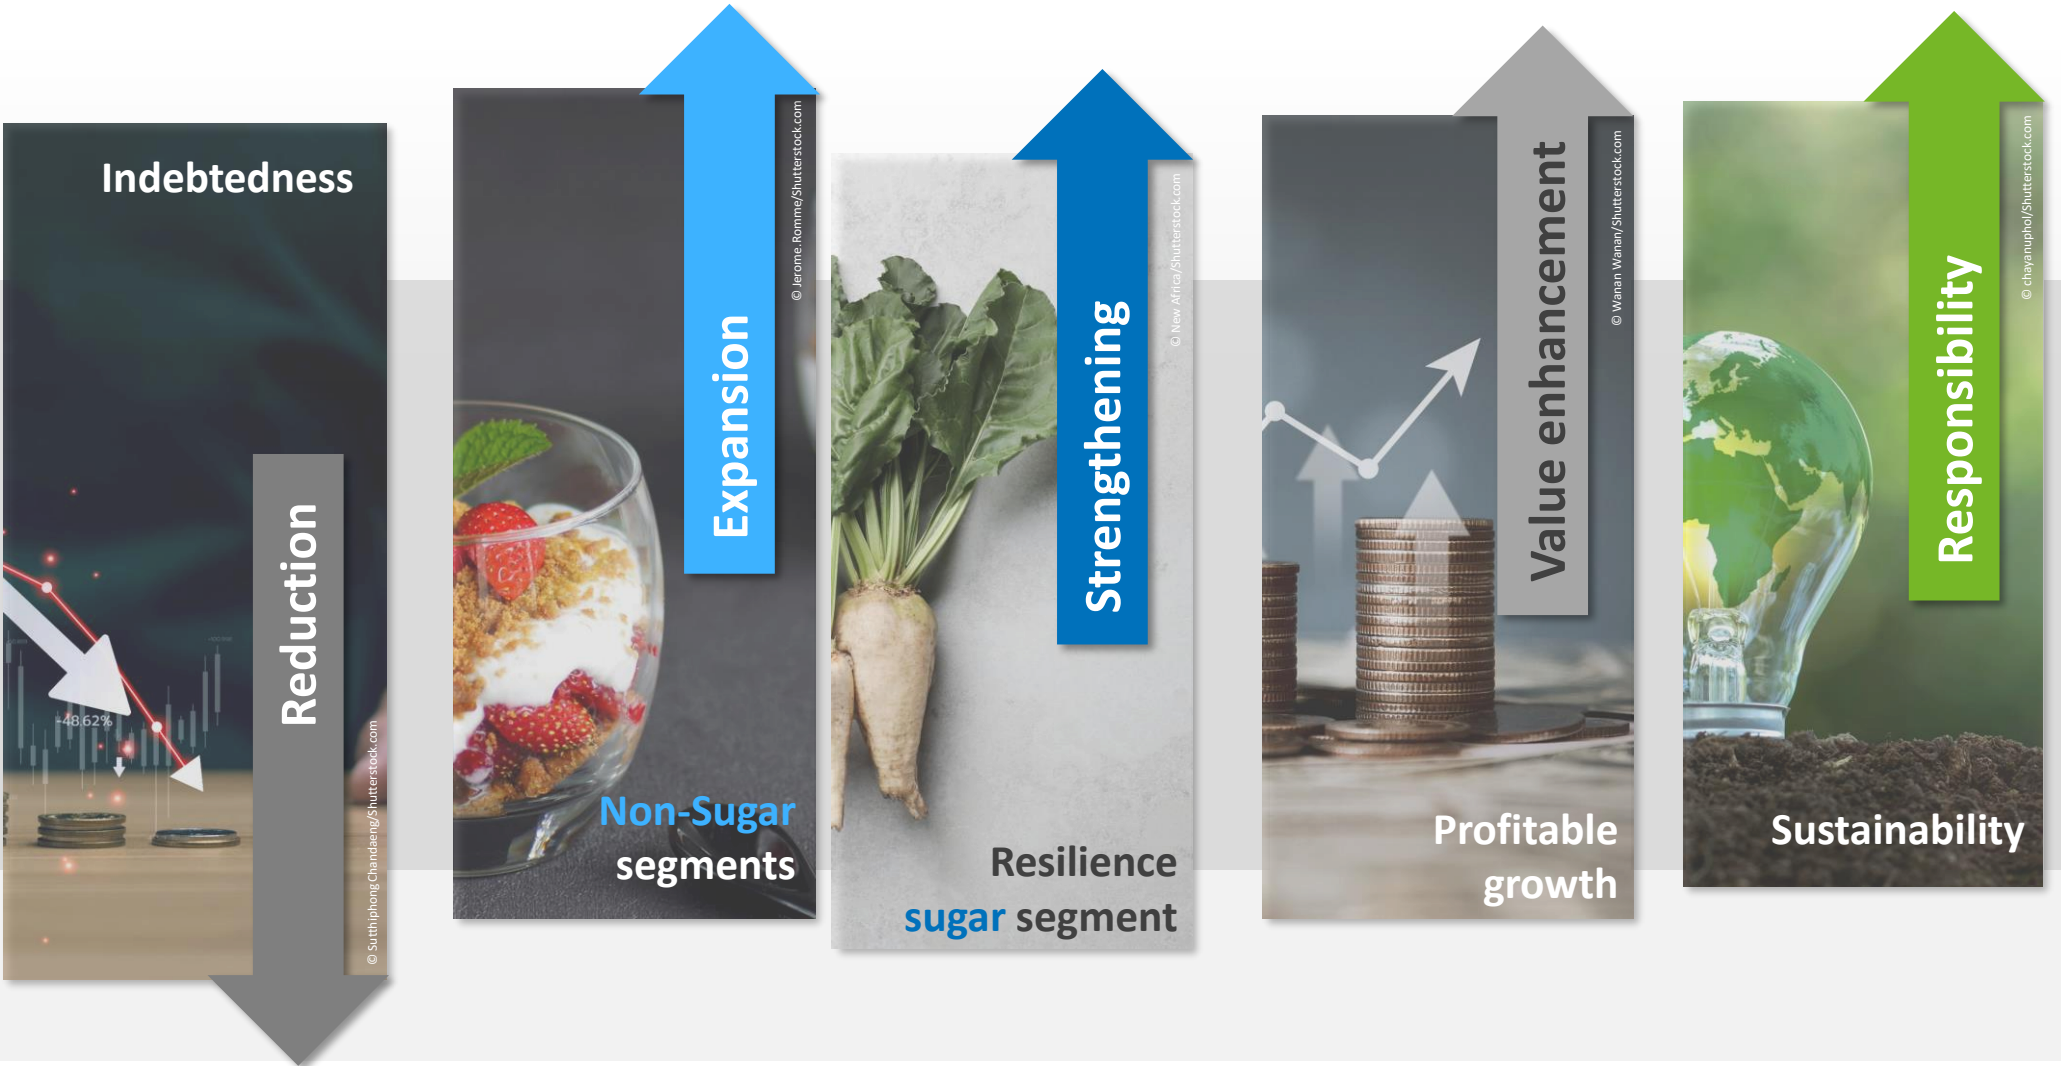 Indebtedness
Reduction
© Sutthiphong Chandaeng/Shutterstock.com
-48.62%
Expansion
© Jerome.Romme/Shutterstock.com
Non-Sugar
segments
Strengthening
© New Africa/Shutterstock.com
Resilience
sugar segment
Value enhancement
© Wanan Wanan/Shutterstock.com
Profitable
growth
Responsibility
© chayanuphol/Shutterstock.com
Sustainability